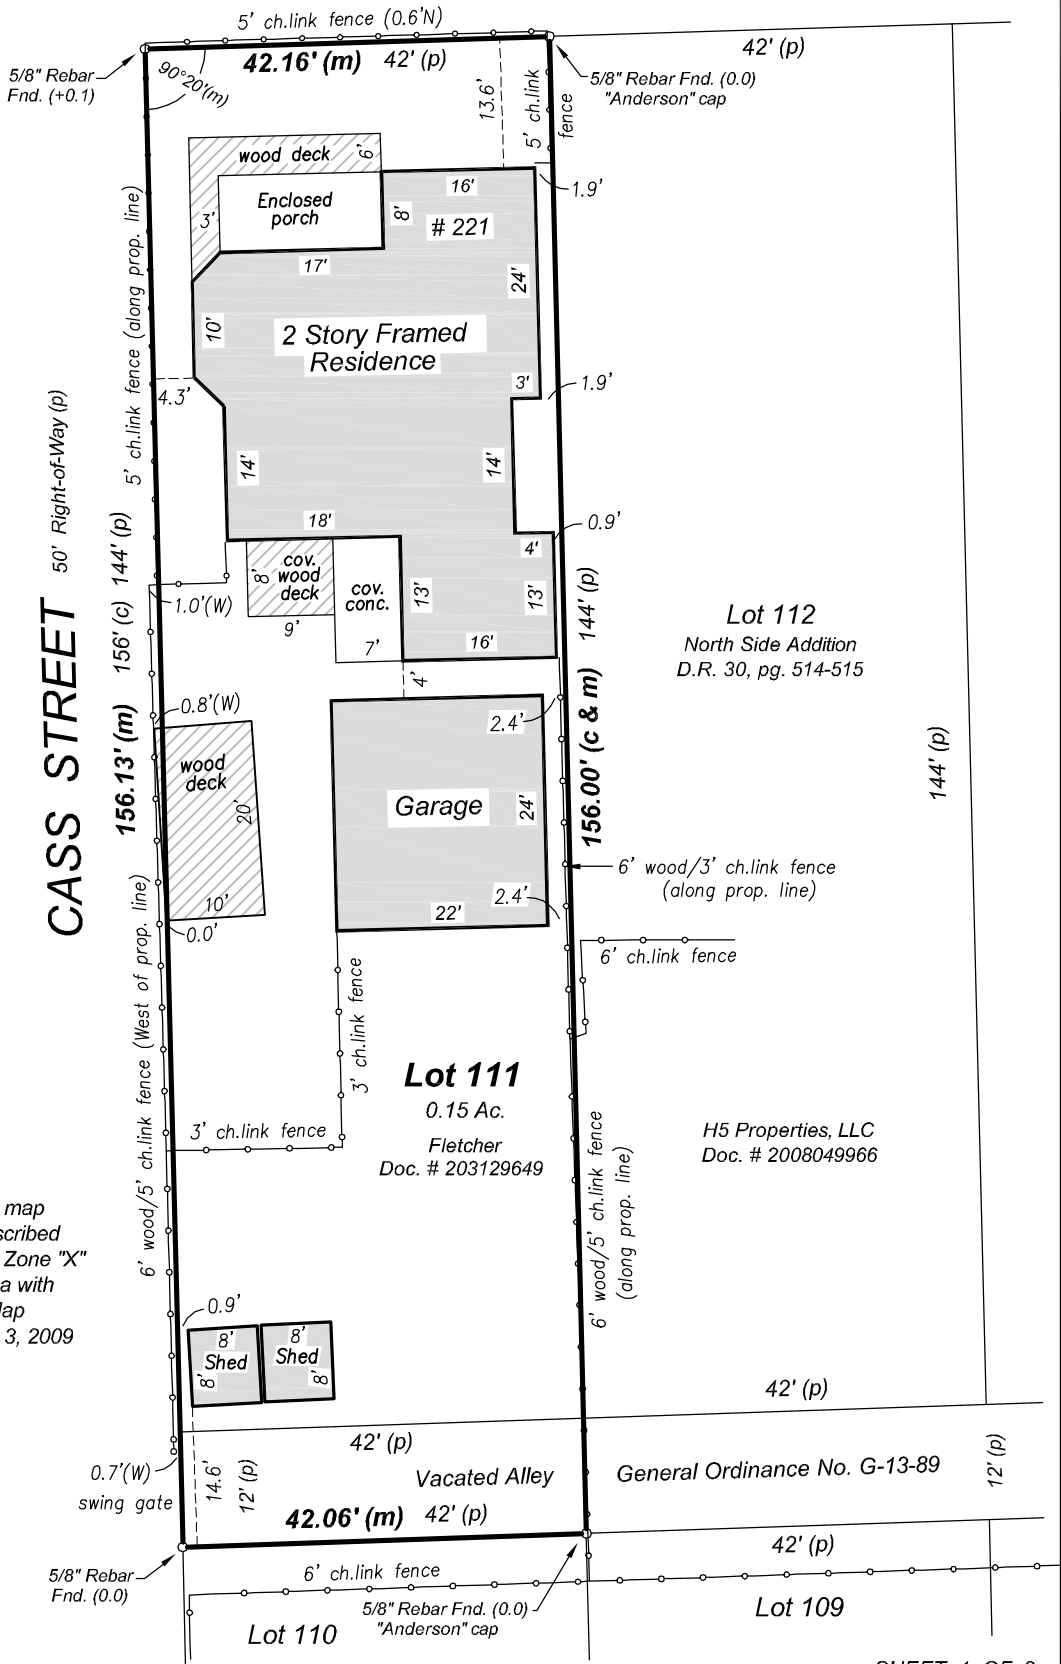 5' ch.link fence (0.6'N)
42.16' (m) 42' (p)
42' (p)
5/8" Rebar
Fnd. (+0.1)
90°20'(m)
5/8" Rebar Fnd. (0.0)
"Anderson" cap
13.6'
5' ch.link
fence
wood deck
6'
Enclosed
porch
3'
16'
1.9'
8'
# 221
17'
24'
10'
2 Story Framed
Residence
3'
1.9'
4.3'
5' ch.link fence (along prop. line)
14'
14'
18'
0.9'
4'
8'
cov.
wood
deck
cov.
conc.
13'
13'
9'
7'
16'
1.0'(W)
4'
CASS STREET
50' Right-of-Way (p)
156' (c) 144' (p)
156.13' (m)
144' (p)
156.00' (c & m)
Lot 112
North Side Addition
D.R. 30, pg. 514-515
144' (p)
0.8'(W)
wood
deck
20'
10'
0.0'
2.4'
Garage
24'
2.4'
22'
6' wood/3' ch.link fence
(along prop. line)
6' ch.link fence
3' ch.link fence
3' ch.link fence
6' wood/5' ch.link fence (West of prop. line)
Lot 111
0.15 Ac.
Fletcher
Doc. # 203129649
H5 Properties, LLC
Doc. # 2008049966
6' wood/5' ch.link fence
(along prop. line)
map
scribed
Zone "X"
a with
3, 2009
0.9'
8'
Shed
8'
8'
Shed
8'
42' (p)
42' (p)
0.7'(W)
swing gate
14.6'
12' (p)
Vacated Alley
General Ordinance No. G-13-89
12' (p)
42.06' (m) 42' (p)
42' (p)
5/8" Rebar
Fnd. (0.0)
6' ch.link fence
5/8" Rebar Fnd. (0.0)
"Anderson" cap
Lot 110
Lot 109